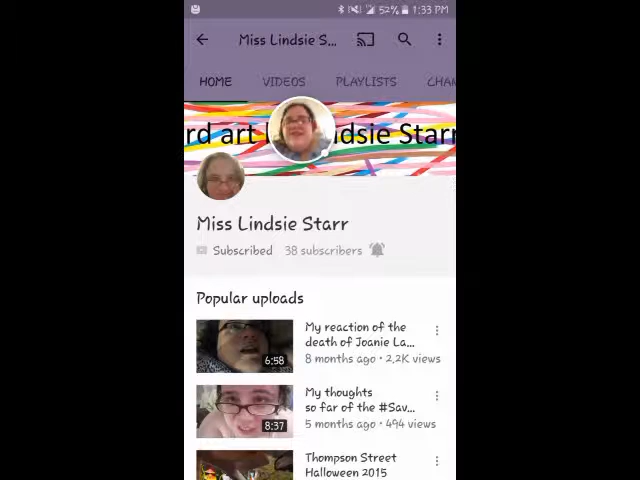 52% 1:33 PM
Miss Lindsie S...
HOME VIDEOS PLAYLISTS CHAN
rd art dsie Starr
Miss Lindsie Starr
Subscribed 38 subscribers
Popular uploads
My reaction of the
death of Joanie La...
8 months ago • 2.2K views
6:58
My thoughts
so far of the #Sav...
5 months ago • 494 views
8:37
Thompson Street
Halloween 2015